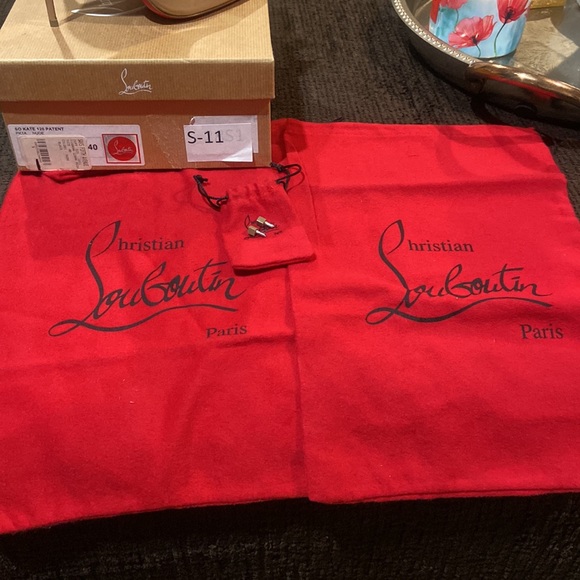 Louboutin
SO KATE 120 PATENT
40
S-11
Christian
Louboutin
Paris
Christian
Louboutin
Paris